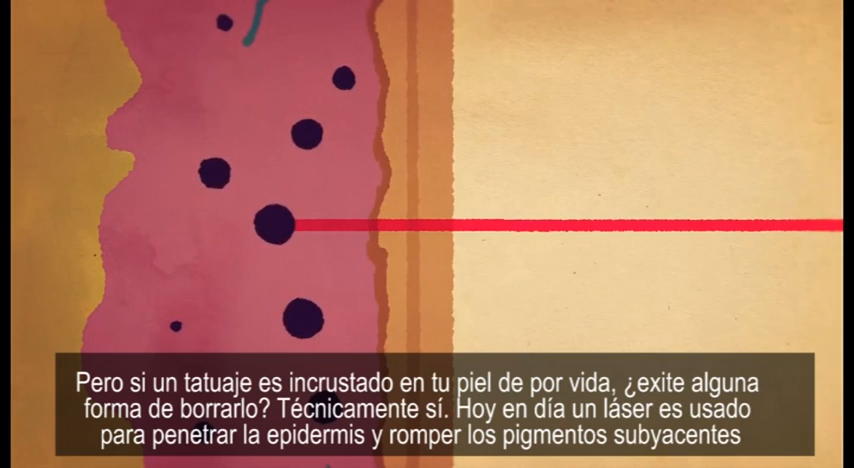 Pero si un tatuaje es incrustado en tu piel de por vida, ¿exite alguna
forma de borrarlo? Técnicamente sí. Hoy en día un láser es usado
para penetrar la epidermis y romper los pigmentos subyacentes